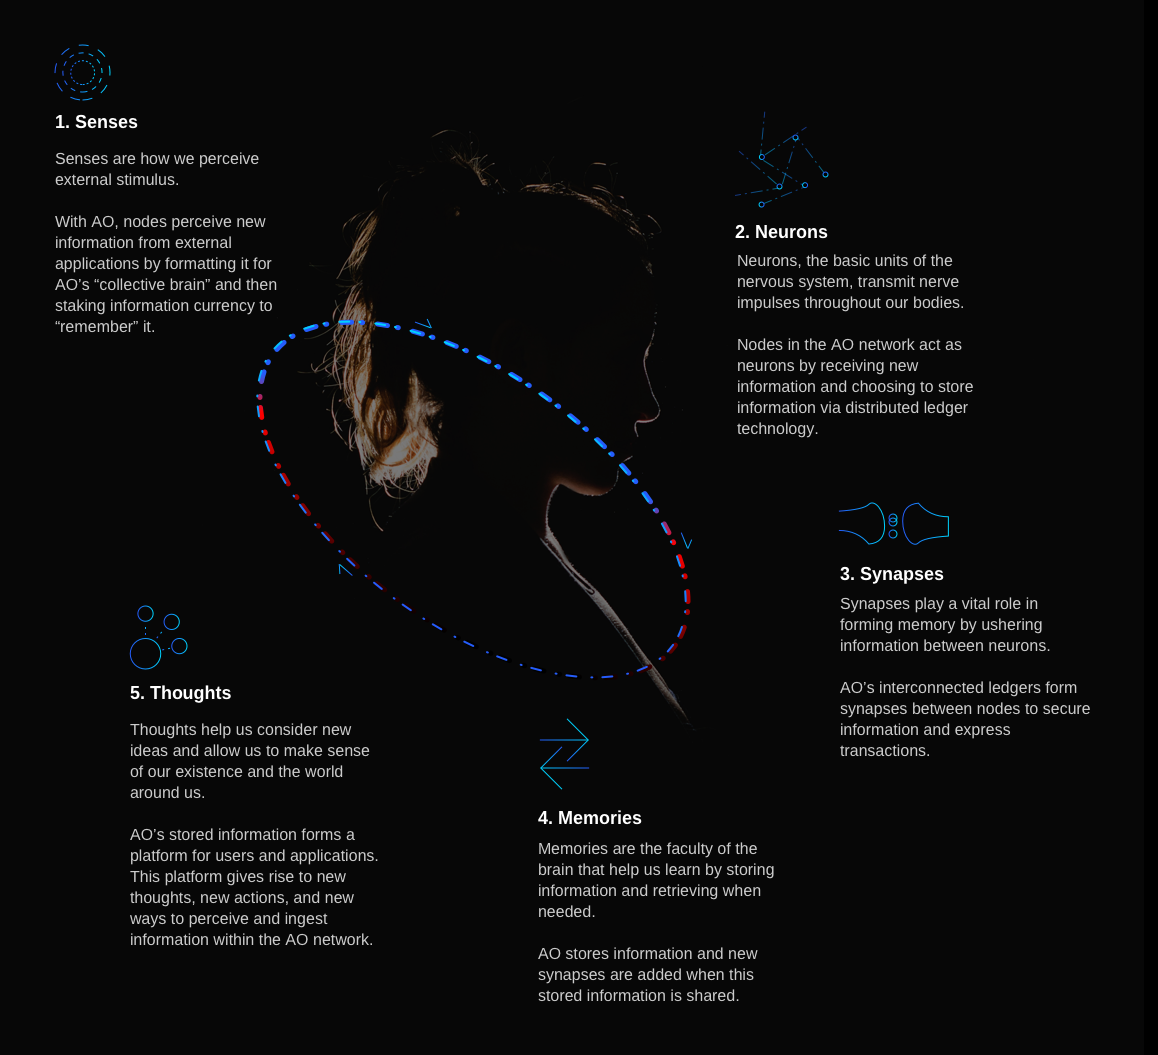 1. Senses
Senses are how we perceive
external stimulus.
With AO, nodes perceive new
information from external
applications by formatting it for
AO’s “collective brain” and then
staking information currency to
“remember” it.
2. Neurons
Neurons, the basic units of the
nervous system, transmit nerve
impulses throughout our bodies.
Nodes in the AO network act as
neurons by receiving new
information and choosing to store
information via distributed ledger
technology.
3. Synapses
Synapses play a vital role in
forming memory by ushering
information between neurons.
AO’s interconnected ledgers form
synapses between nodes to secure
information and express
transactions.
4. Memories
Memories are the faculty of the
brain that help us learn by storing
information and retrieving when
needed.
AO stores information and new
synapses are added when this
stored information is shared.
5. Thoughts
Thoughts help us consider new
ideas and allow us to make sense
of our existence and the world
around us.
AO’s stored information forms a
platform for users and applications.
This platform gives rise to new
thoughts, new actions, and new
ways to perceive and ingest
information within the AO network.